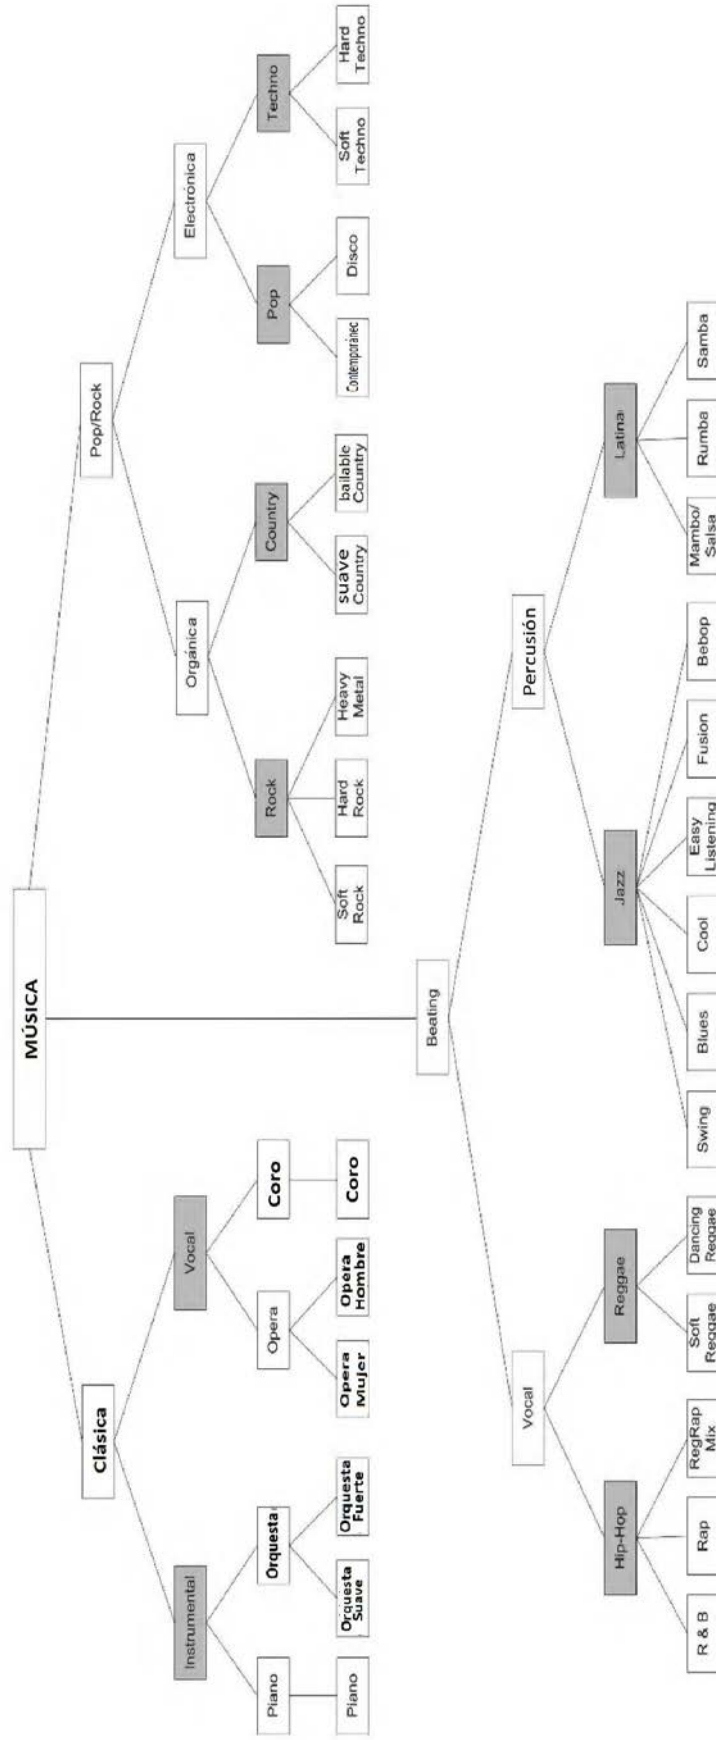 MÚSICA
Clásica
Pop/Rock
Instrumental
Vocal
Orgánica
Electrónica
Piano
Orquesta
Opera
Coro
Rock
Country
Pop
Techno
Piano
Orquesta
Suave
Orquesta
Fuerte
Opera
Mujer
Opera
Hombre
Coro
Soft
Rock
Hard
Rock
Heavy
Metal
suave
Country
bailable
Country
Contemporánec
Disco
Soft
Techno
Hard
Techno
Beating
Vocal
Percusión
Hip-Hop
Reggae
Jazz
Latina
R & B
Rap
RegRap
Mix
Soft
Reggae
Dancing
Reggae
Swing
Blues
Cool
Easy
Listening
Fusion
Bebop
Mambo/
Salsa
Rumba
Samba